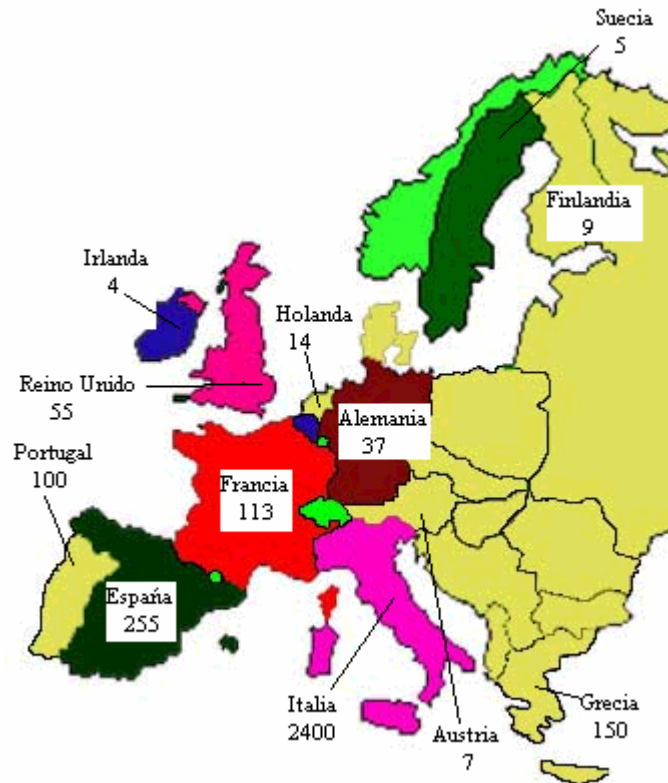 Suecia
5
Finlandia
9
Irlanda
4
Holanda
14
Reino Unido
55
Alemania
37
Portugal
100
Francia
113
España
255
Italia
2400
Grecia
150
Austria
7